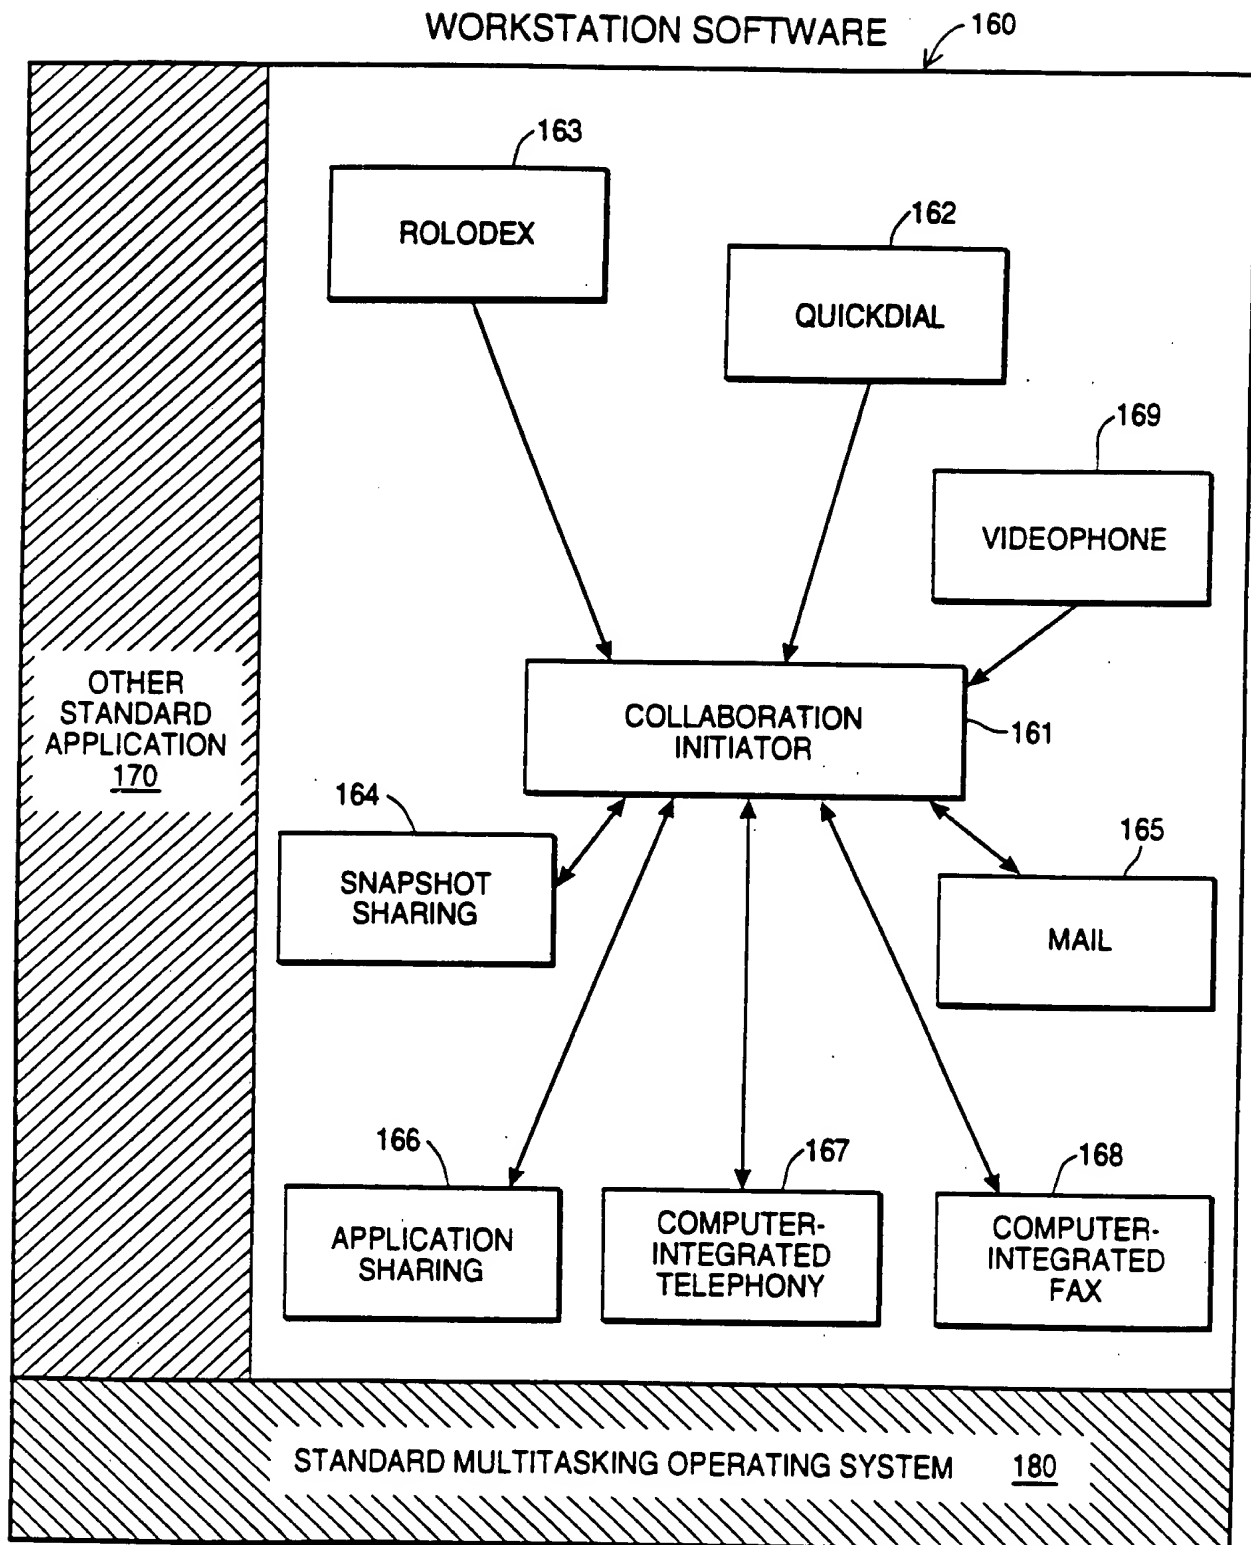 WORKSTATION SOFTWARE
160
163
ROLODEX
162
QUICKDIAL
169
VIDEOPHONE
OTHER
STANDARD
APPLICATION
170
COLLABORATION
INITIATOR
161
164
SNAPSHOT
SHARING
165
MAIL
166
APPLICATION
SHARING
167
COMPUTER-
INTEGRATED
TELEPHONY
168
COMPUTER-
INTEGRATED
FAX
STANDARD MULTITASKING OPERATING SYSTEM 180